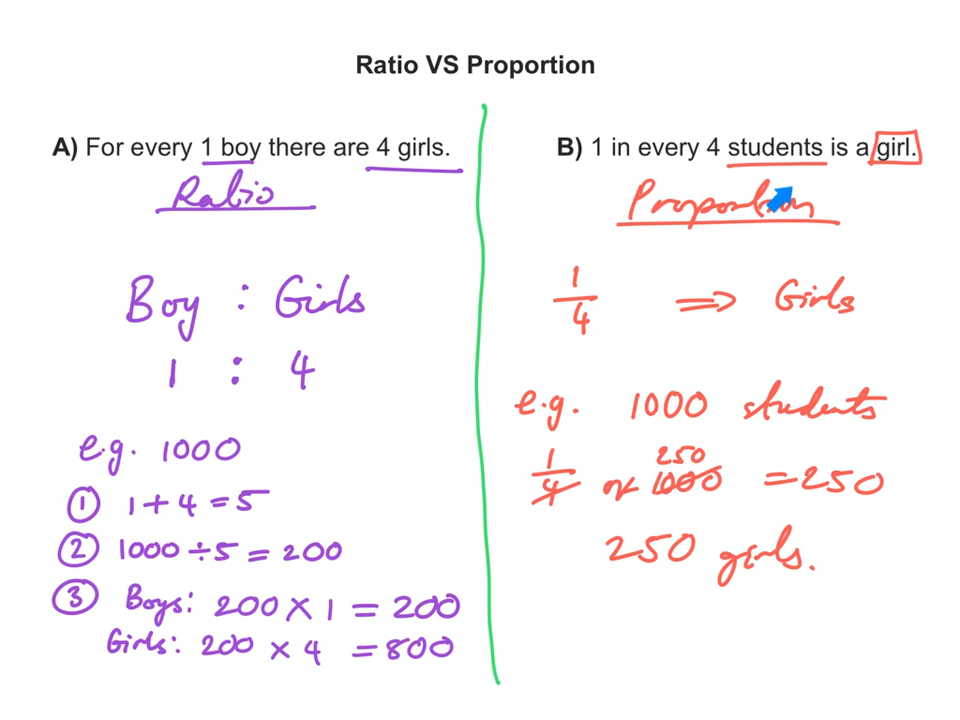 Ratio VS Proportion
A) For every 1 boy there are 4 girls.
Ratio
Boy : Girls
1 : 4
e.g. 1000
① 1 + 4 = 5
② 1000 ÷ 5 = 200
③ Boys: 200 × 1 = 200
Girls: 200 × 4 = 800
B) 1 in every 4 students is a girl.
Proportion
1/4 ⇒ Girls
e.g. 1000 students
250
1/4 of 1000 = 250
250 girls.